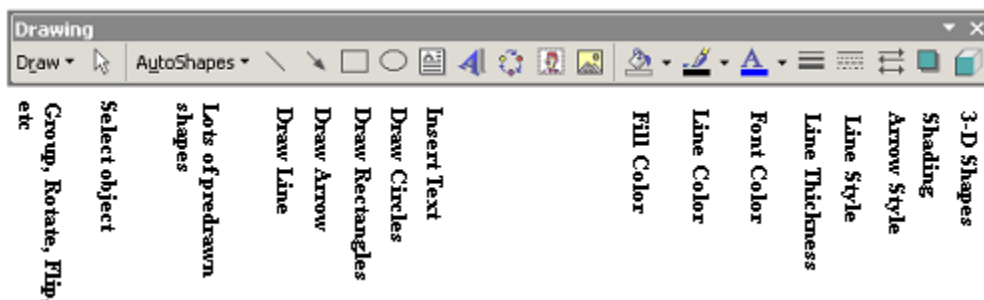 Drawing
Draw
AutoShapes
A
Group, Rotate, Flip,
etc
Select object
Lots of predrawn
shapes
Draw Line
Draw Arrow
Draw Rectangles
Draw Circles
Insert Text
Fill Color
Line Color
Font Color
Line Thickness
Line Style
Arrow Style
Shading
3-D Shapes